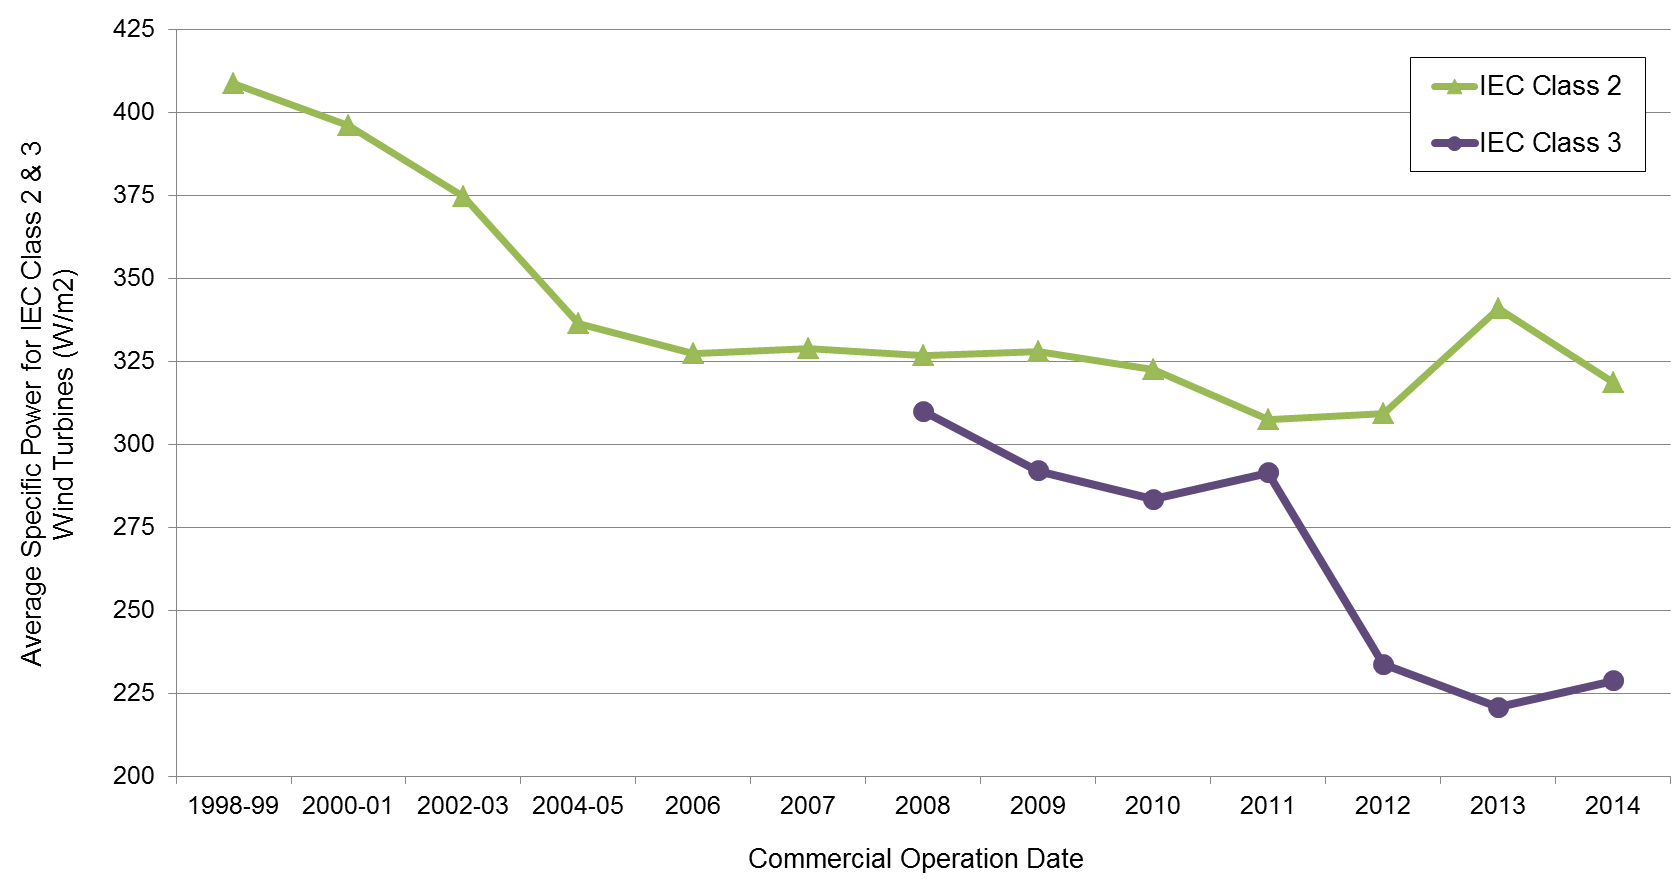 Average Specific Power for IEC Class 2 & 3
Wind Turbines (W/m2)
425
400
375
350
325
300
275
250
225
200
IEC Class 2
IEC Class 3
1998-99 2000-01 2002-03 2004-05 2006 2007 2008 2009 2010 2011 2012 2013 2014
Commercial Operation Date